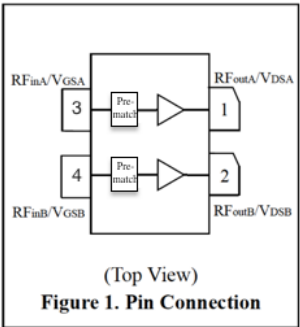 RFinA/VGSA RFoutA/VDSA
3 Pre-match 1
4 Pre-match 2
RFinB/VGSB RFoutB/VDSB
(Top View)
Figure 1. Pin Connection